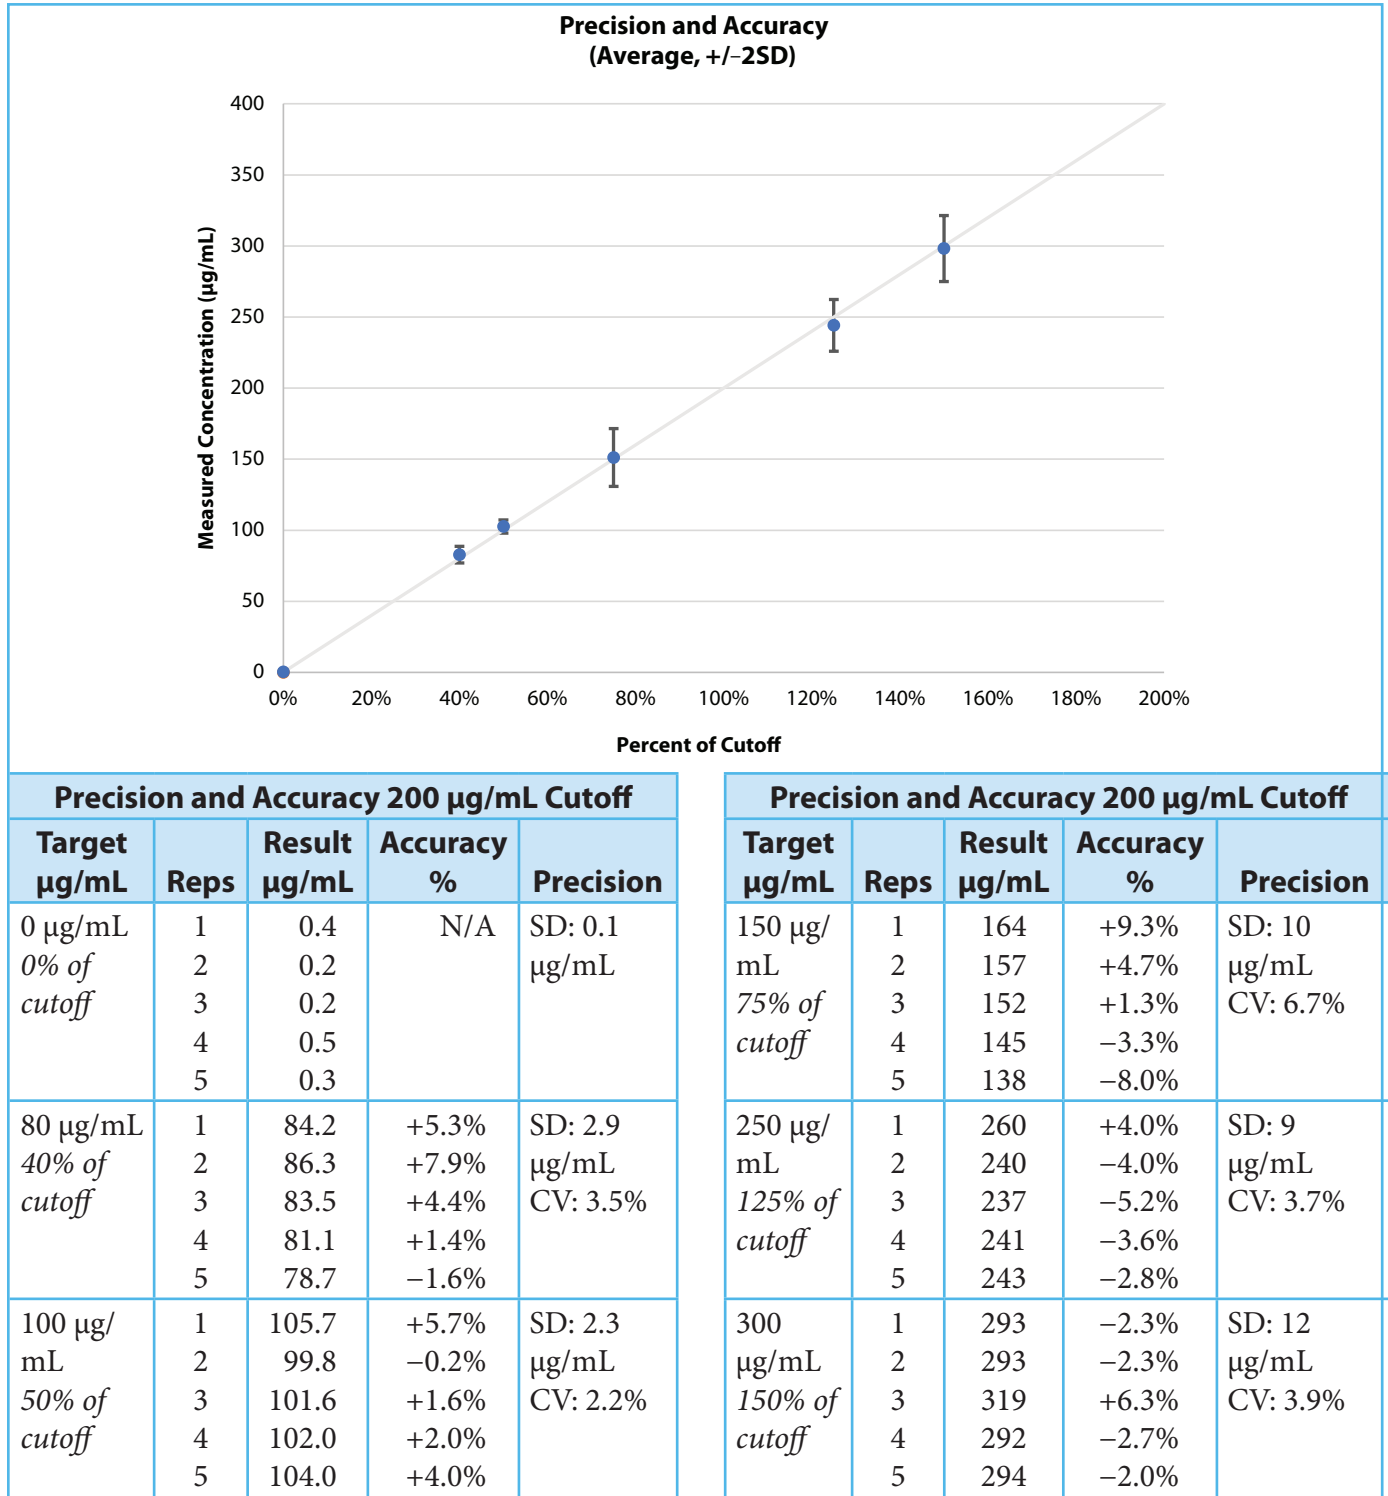 Precision and Accuracy
(Average, +/−2SD)
Measured Concentration (µg/mL)
400
350
300
250
200
150
100
50
0
0% 20% 40% 60% 80% 100% 120% 140% 160% 180% 200%
Percent of Cutoff
Precision and Accuracy 200 µg/mL Cutoff
Target Result Accuracy
µg/mL Reps µg/mL % Precision
0 µg/mL 1 0.4 N/A SD: 0.1
0% of 2 0.2 µg/mL
cutoff 3 0.2
4 0.5
5 0.3
80 µg/mL 1 84.2 +5.3% SD: 2.9
40% of 2 86.3 +7.9% µg/mL
cutoff 3 83.5 +4.4% CV: 3.5%
4 81.1 +1.4%
5 78.7 −1.6%
100 µg/ 1 105.7 +5.7% SD: 2.3
mL 2 99.8 −0.2% µg/mL
50% of 3 101.6 +1.6% CV: 2.2%
cutoff 4 102.0 +2.0%
5 104.0 +4.0%
Precision and Accuracy 200 µg/mL Cutoff
Target Result Accuracy
µg/mL Reps µg/mL % Precision
150 µg/ 1 164 +9.3% SD: 10
mL 2 157 +4.7% µg/mL
75% of 3 152 +1.3% CV: 6.7%
cutoff 4 145 −3.3%
5 138 −8.0%
250 µg/ 1 260 +4.0% SD: 9
mL 2 240 −4.0% µg/mL
125% of 3 237 −5.2% CV: 3.7%
cutoff 4 241 −3.6%
5 243 −2.8%
300 1 293 −2.3% SD: 12
µg/mL 2 293 −2.3% µg/mL
150% of 3 319 +6.3% CV: 3.9%
cutoff 4 292 −2.7%
5 294 −2.0%